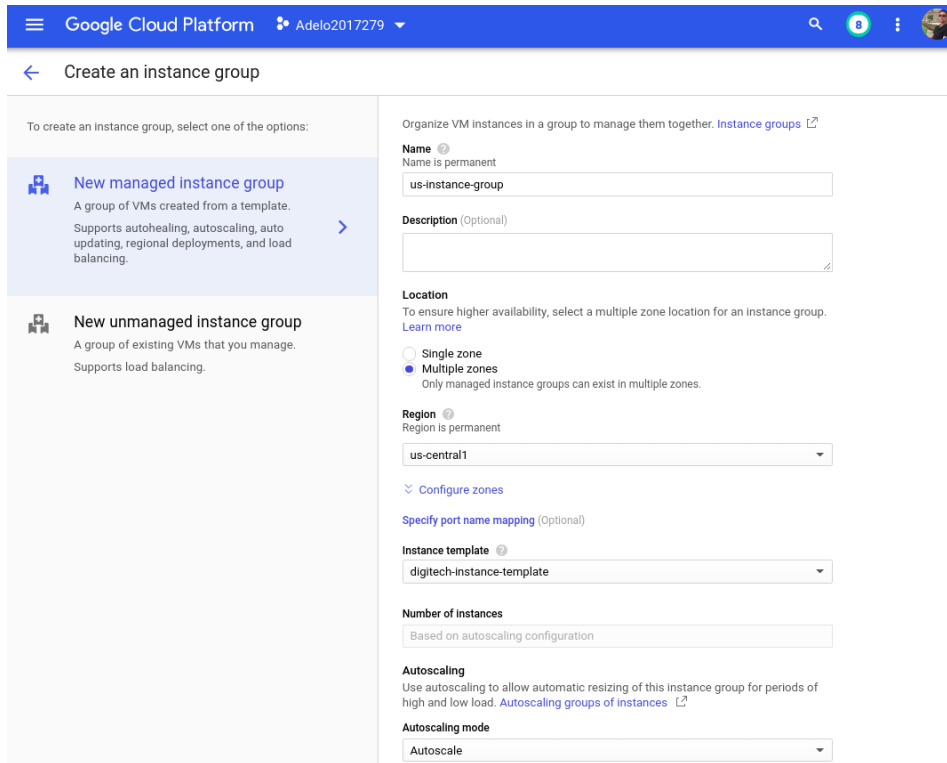 Google Cloud Platform
Adelo2017279
8
Create an instance group
To create an instance group, select one of the options:
New managed instance group
A group of VMs created from a template.
Supports autohealing, autoscaling, auto
updating, regional deployments, and load
balancing.
New unmanaged instance group
A group of existing VMs that you manage.
Supports load balancing.
Organize VM instances in a group to manage them together. Instance groups
Name ?
Name is permanent
us-instance-group
Description (Optional)
Location
To ensure higher availability, select a multiple zone location for an instance group.
Learn more
Single zone
Multiple zones
Only managed instance groups can exist in multiple zones.
Region ?
Region is permanent
us-central1
Configure zones
Specify port name mapping (Optional)
Instance template ?
digitech-instance-template
Number of instances
Based on autoscaling configuration
Autoscaling
Use autoscaling to allow automatic resizing of this instance group for periods of
high and low load. Autoscaling groups of instances
Autoscaling mode
Autoscale